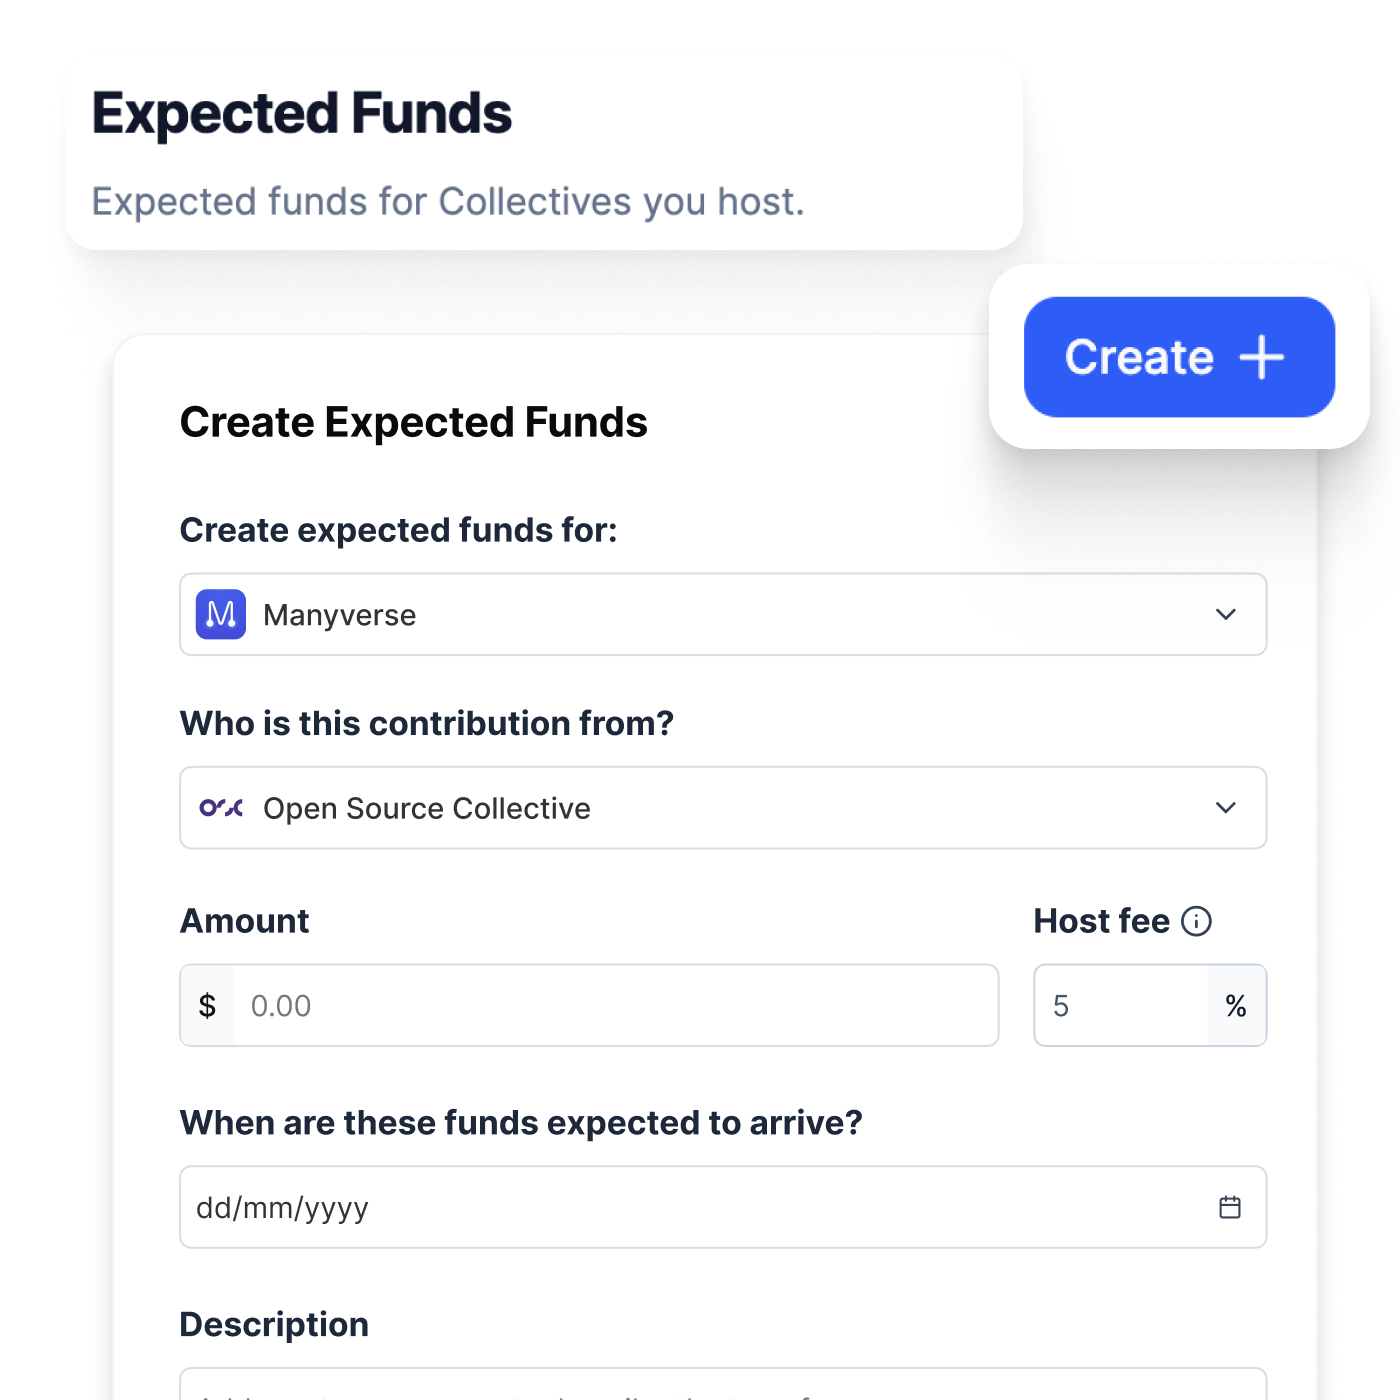 Expected Funds
Expected funds for Collectives you host.
Create
Create Expected Funds
Create expected funds for:
Manyverse
Who is this contribution from?
Open Source Collective
Amount
Host fee
$ 0.00
5 %
When are these funds expected to arrive?
dd/mm/yyyy
Description